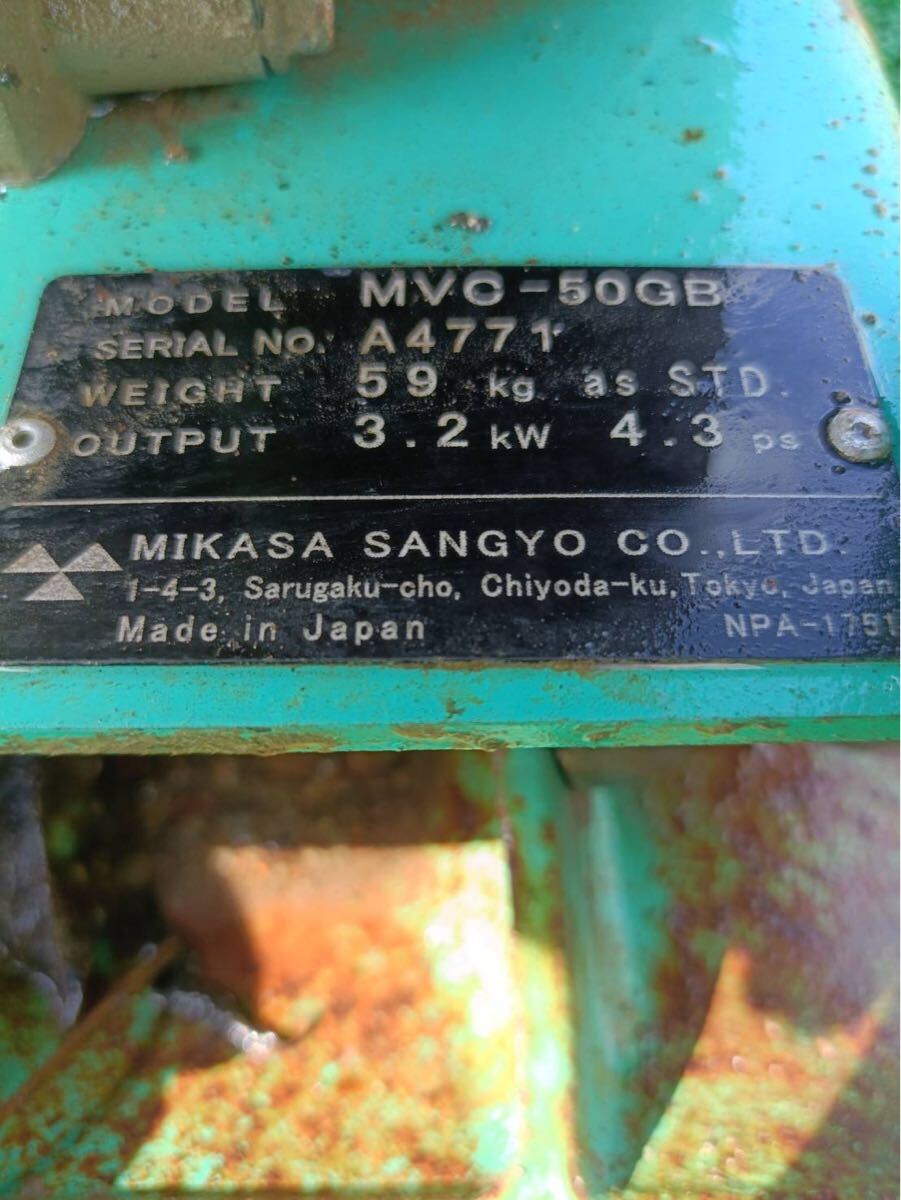 MODEL MVC-50GB
SERIAL NO. A4771
WEIGHT 59 kg as STD.
OUTPUT 3.2 kW 4.3 ps
MIKASA SANGYO CO.,LTD.
1-4-3, Sarugaku-cho, Chiyoda-ku, Tokyo, Japan
Made in Japan NPA-1751